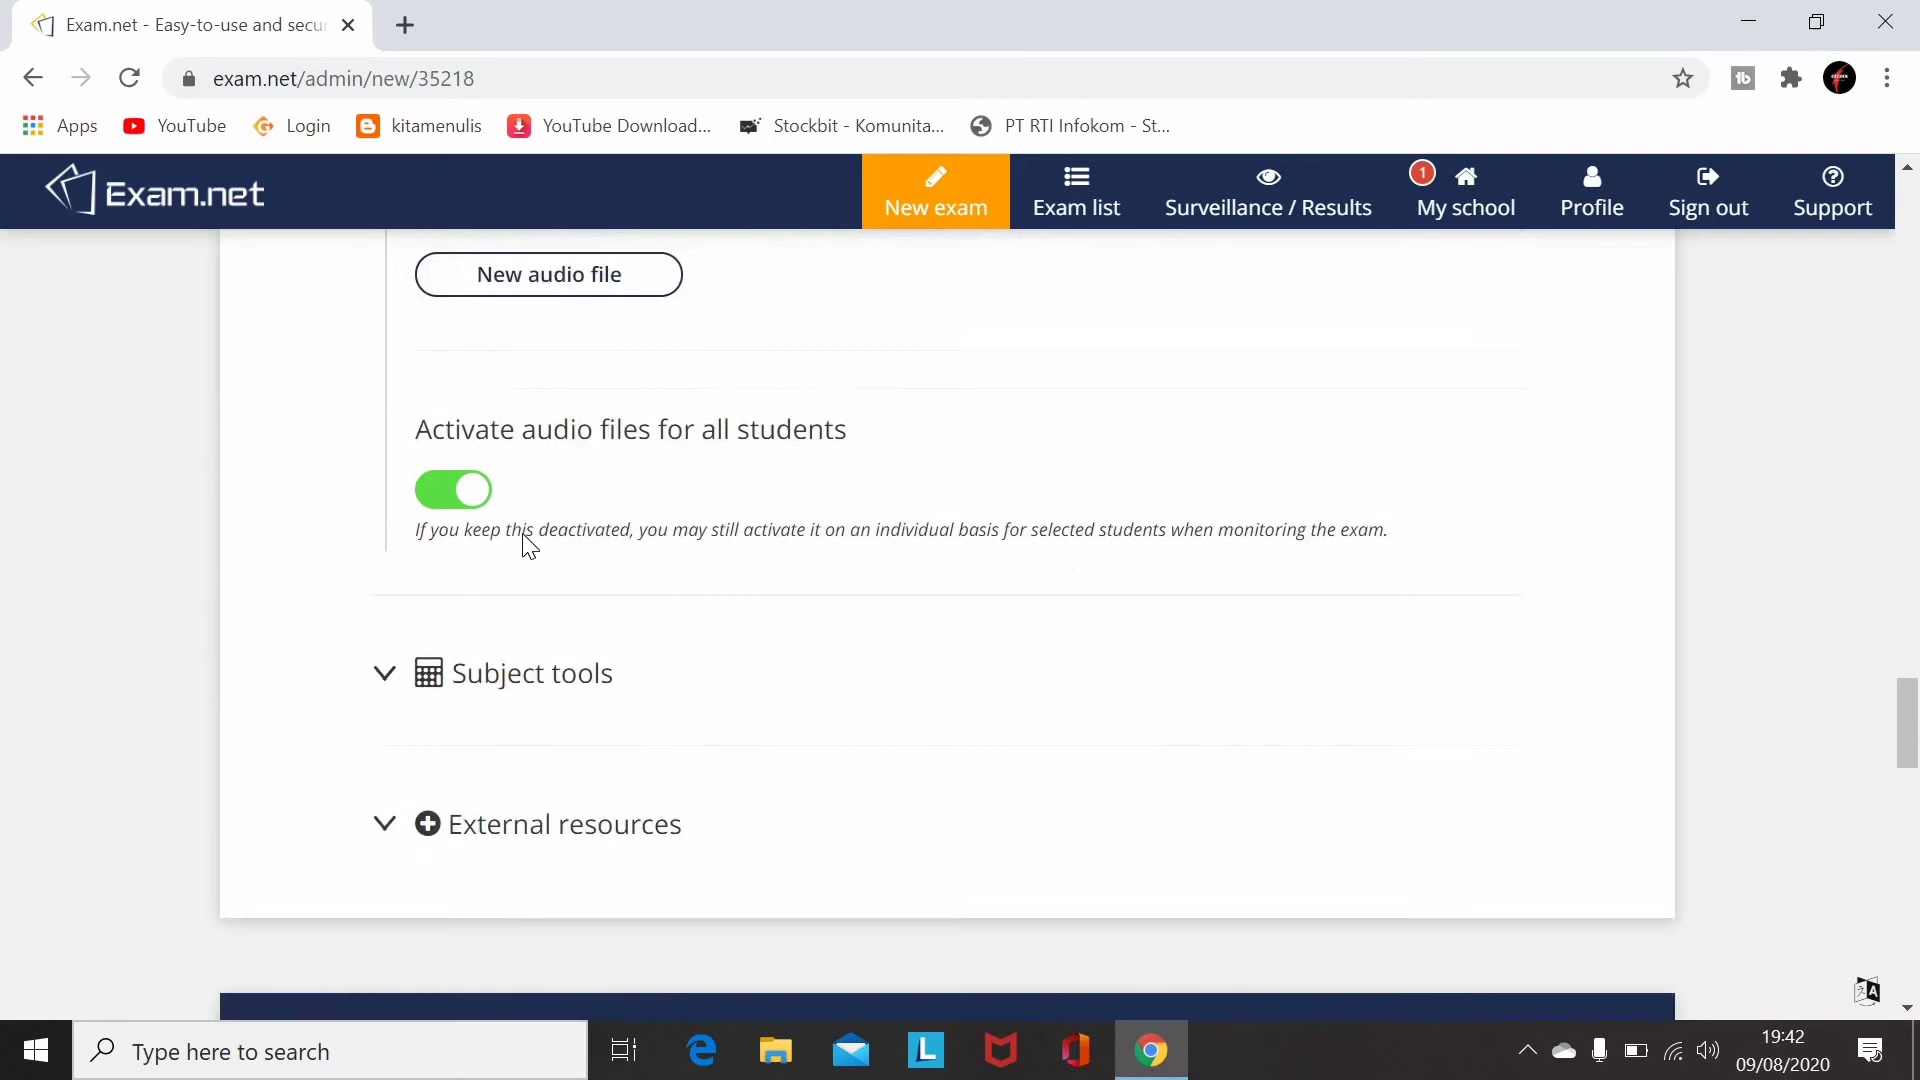 Exam.net - Easy-to-use and secu
exam.net/admin/new/35218
Apps
YouTube
Login
kitamenulis
YouTube Download...
Stockbit - Komunita...
PT RTI Infokom - St...
Exam.net
New exam
Exam list
Surveillance / Results
1
My school
Profile
Sign out
Support
New audio file
Activate audio files for all students
If you keep this deactivated, you may still activate it on an individual basis for selected students when monitoring the exam.
Subject tools
External resources
Type here to search
19:42
09/08/2020